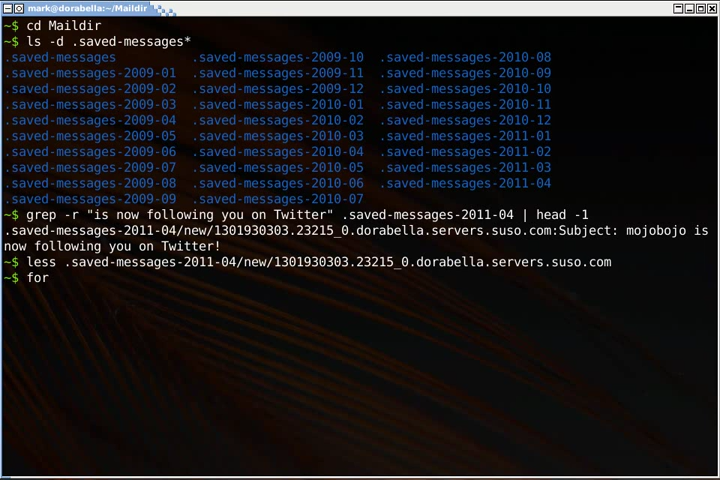 mark@dorabella:~/Maildir
~$ cd Maildir
~$ ls -d .saved-messages*
.saved-messages .saved-messages-2009-10 .saved-messages-2010-08
.saved-messages-2009-01 .saved-messages-2009-11 .saved-messages-2010-09
.saved-messages-2009-02 .saved-messages-2009-12 .saved-messages-2010-10
.saved-messages-2009-03 .saved-messages-2010-01 .saved-messages-2010-11
.saved-messages-2009-04 .saved-messages-2010-02 .saved-messages-2010-12
.saved-messages-2009-05 .saved-messages-2010-03 .saved-messages-2011-01
.saved-messages-2009-06 .saved-messages-2010-04 .saved-messages-2011-02
.saved-messages-2009-07 .saved-messages-2010-05 .saved-messages-2011-03
.saved-messages-2009-08 .saved-messages-2010-06 .saved-messages-2011-04
.saved-messages-2009-09 .saved-messages-2010-07
~$ grep -r "is now following you on Twitter" .saved-messages-2011-04 | head -1
.saved-messages-2011-04/new/1301930303.23215_0.dorabella.servers.suso.com:Subject: mojobojo is
now following you on Twitter!
~$ less .saved-messages-2011-04/new/1301930303.23215_0.dorabella.servers.suso.com
~$ for